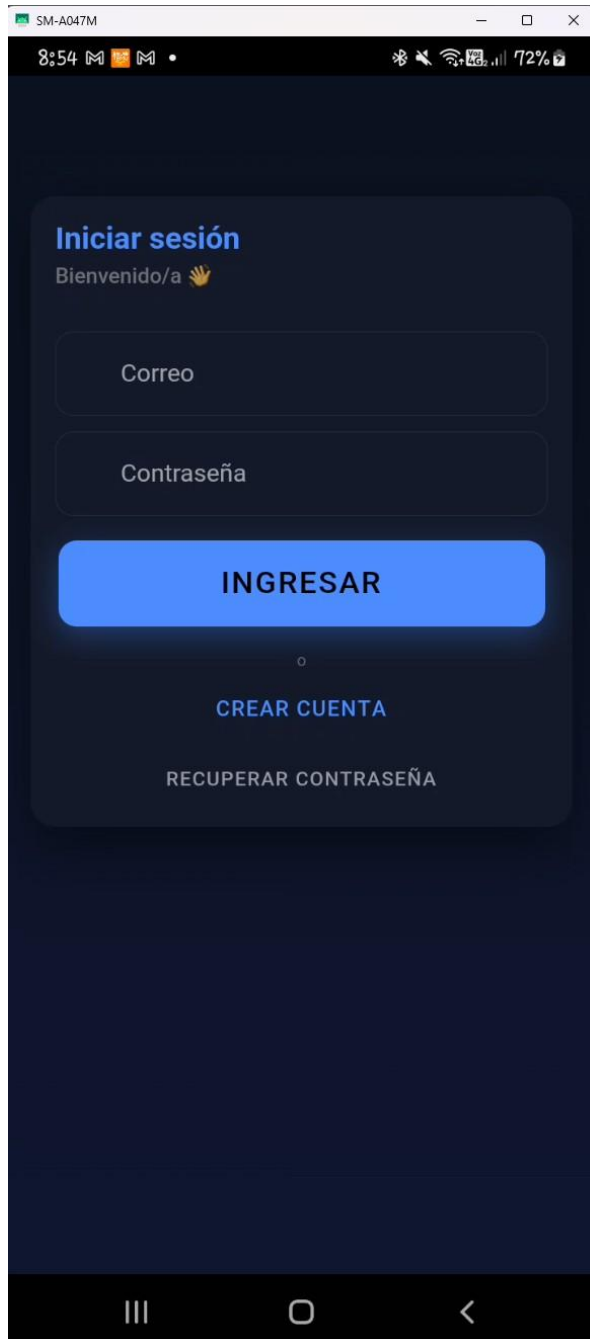 SM-A047M
8:54 72%
Iniciar sesión
Bienvenido/a 👋
Correo
Contraseña
INGRESAR
o
CREAR CUENTA
RECUPERAR CONTRASEÑA